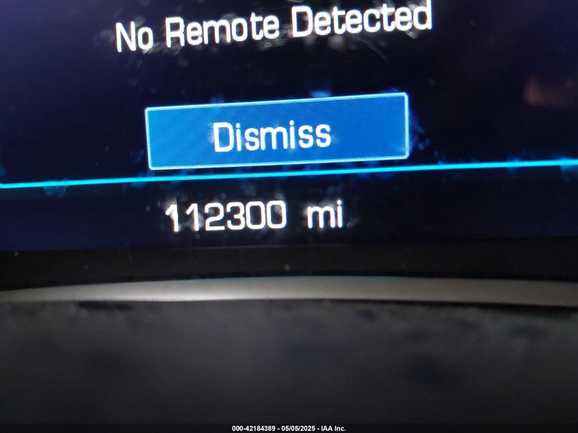 No Remote Detected
Dismiss
112300 mi
000-42184389 - 05/05/2025 - IAA Inc.